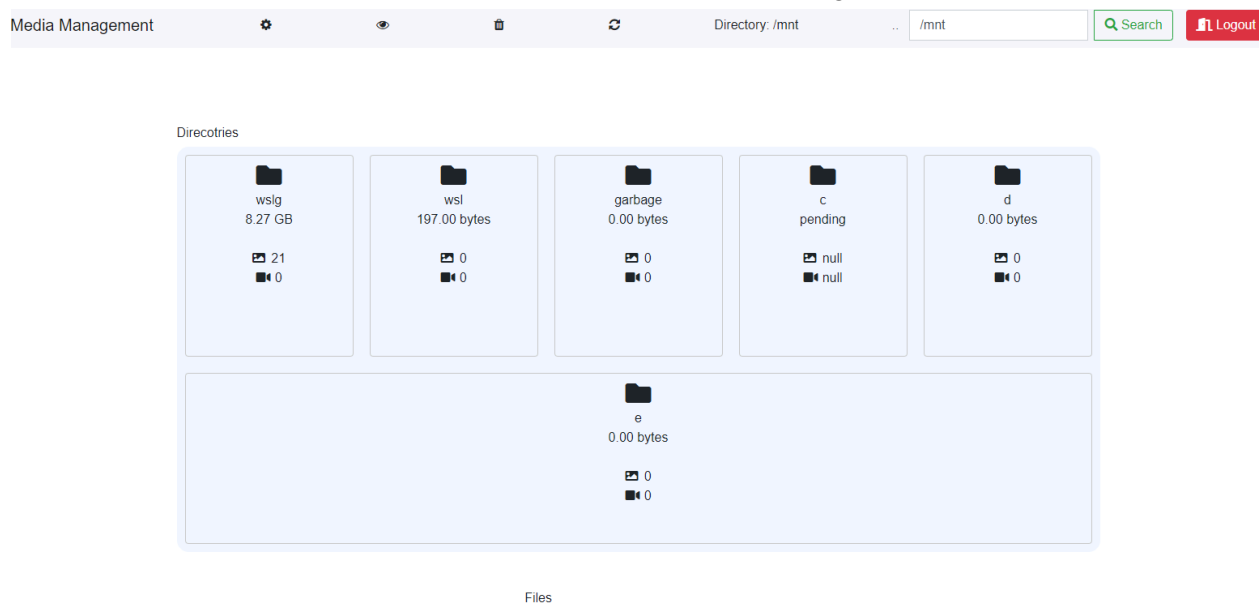 Media Management Directory: /mnt .. /mnt Search Logout
Direcotries
wslg
8.27 GB
21
0
wsl
197.00 bytes
0
0
garbage
0.00 bytes
0
0
c
pending
null
null
d
0.00 bytes
0
0
e
0.00 bytes
0
0
Files